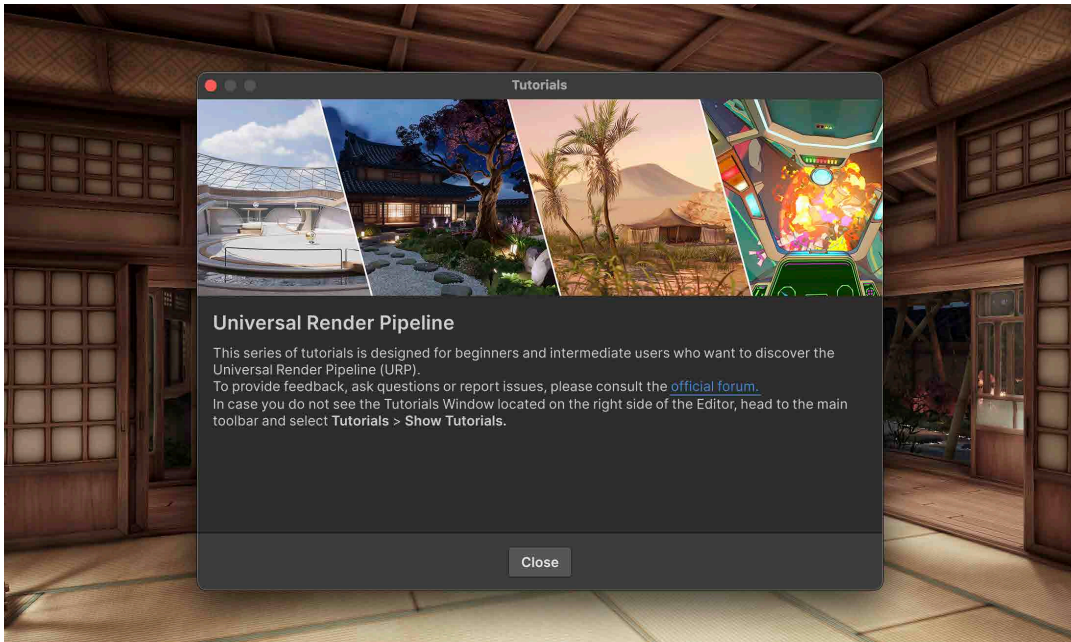 Tutorials
Universal Render Pipeline
This series of tutorials is designed for beginners and intermediate users who want to discover the
Universal Render Pipeline (URP).
To provide feedback, ask questions or report issues, please consult the official forum.
In case you do not see the Tutorials Window located on the right side of the Editor, head to the main
toolbar and select Tutorials > Show Tutorials.
Close